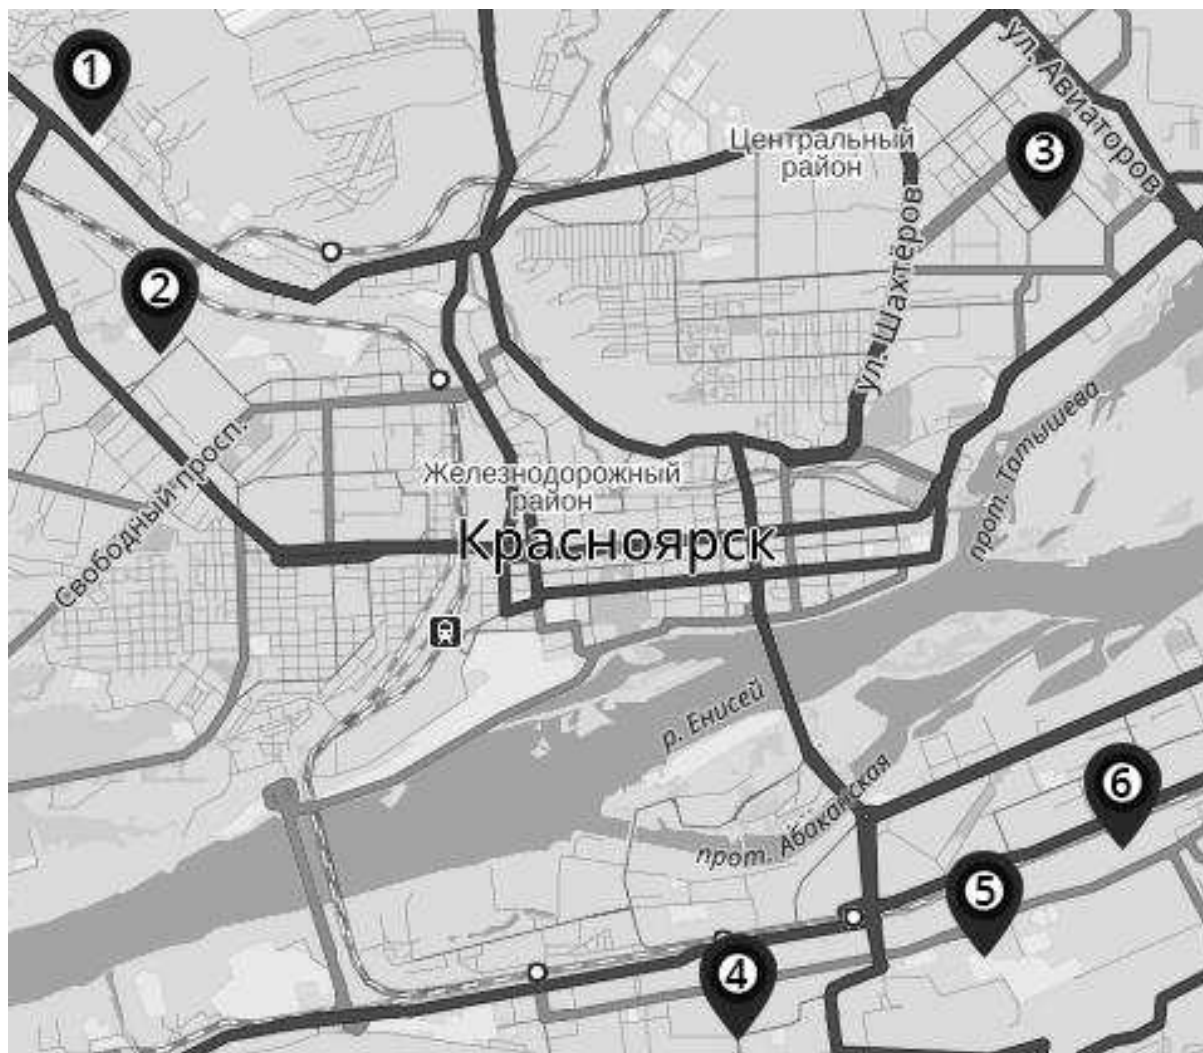 ул. Авиаторов
1
Центральный
район
3
ул. Шахтёров
2
прот. Татышева
Свободный просп.
Железнодорожный
район
Красноярск
р. Енисей
прот. Абаканская
6
5
4